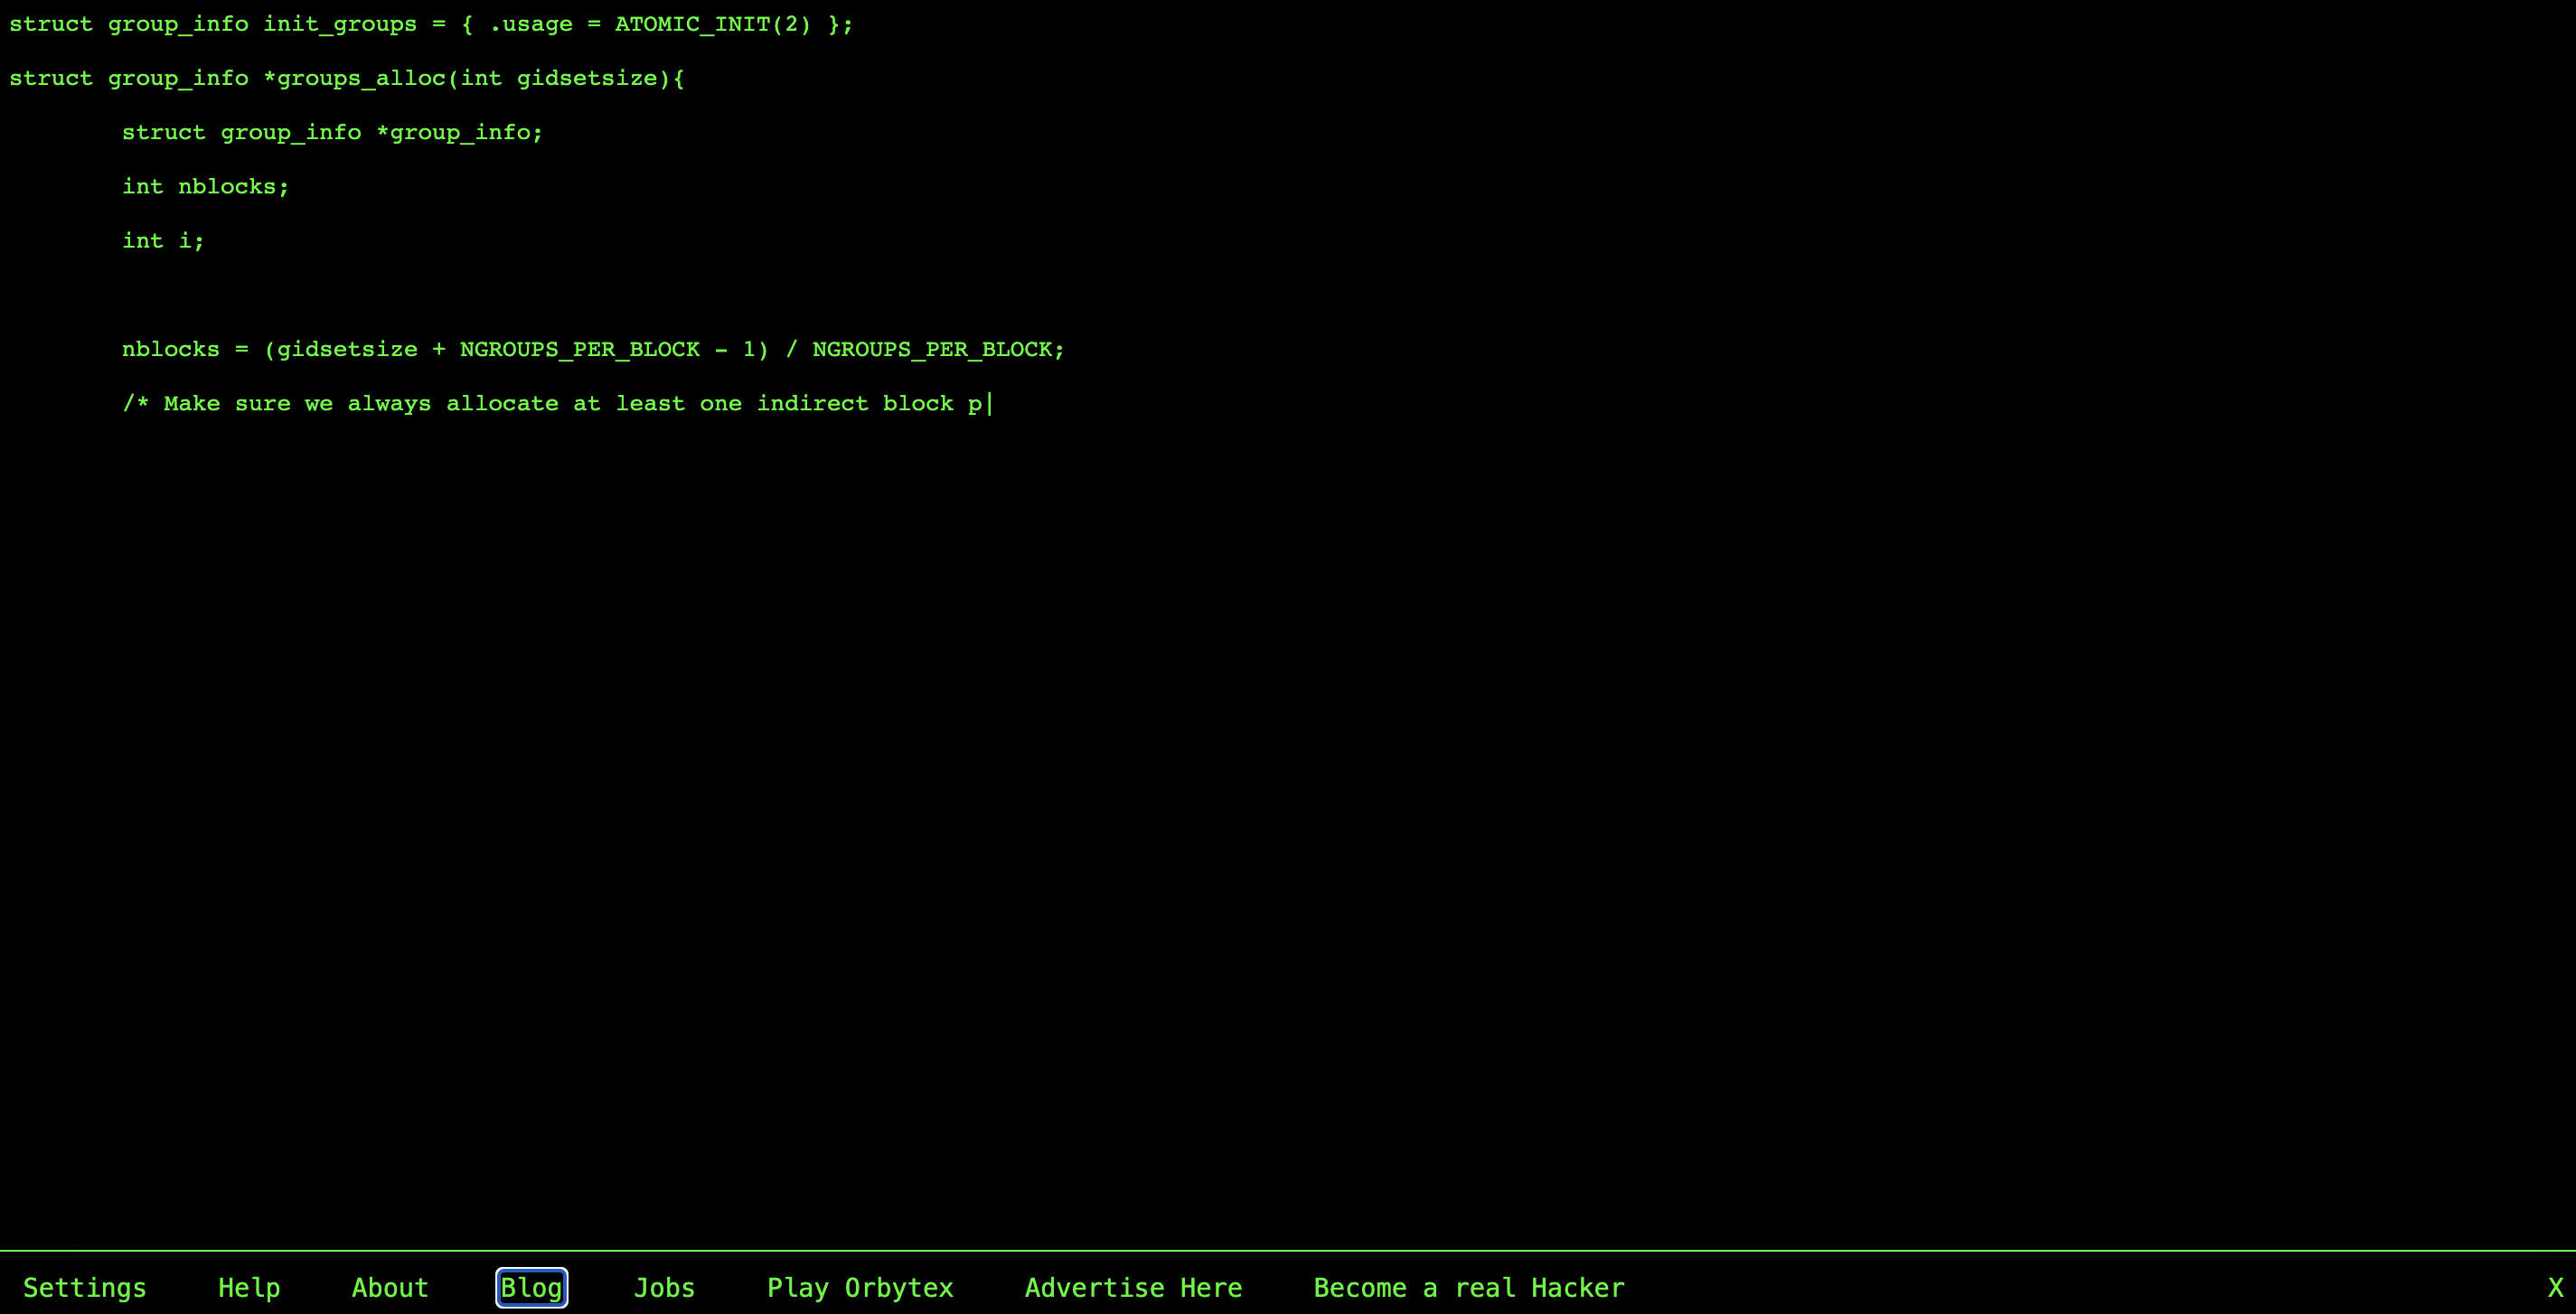 struct group_info init_groups = { .usage = ATOMIC_INIT(2) };
struct group_info *groups_alloc(int gidsetsize){
struct group_info *group_info;
int nblocks;
int i;
nblocks = (gidsetsize + NGROUPS_PER_BLOCK - 1) / NGROUPS_PER_BLOCK;
/* Make sure we always allocate at least one indirect block p|
Settings Help About Blog Jobs Play Orbytex Advertise Here Become a real Hacker X